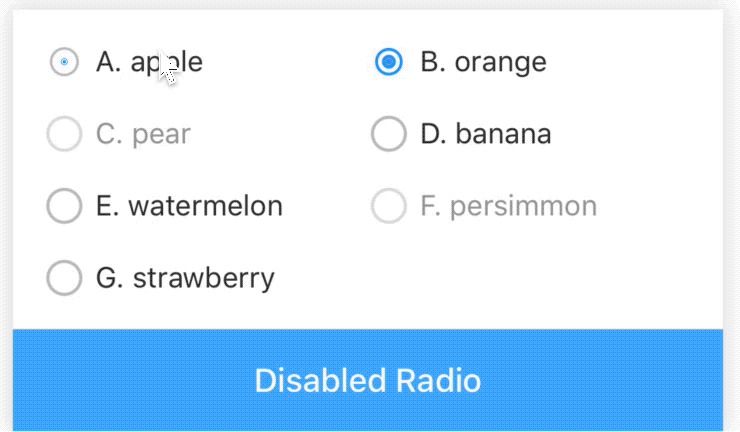 A. apple B. orange
C. pear D. banana
E. watermelon F. persimmon
G. strawberry
Disabled Radio